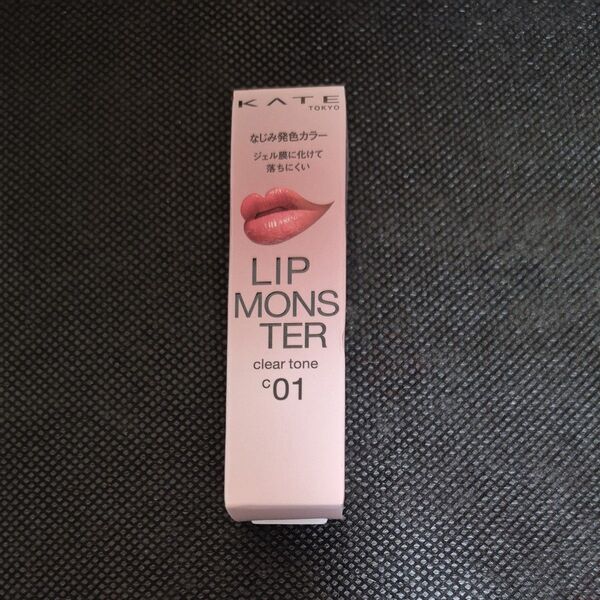 KATE
TOKYO
なじみ発色カラー
ジェル膜に化けて
落ちにくい
LIP
MONS
TER
clear tone
C01